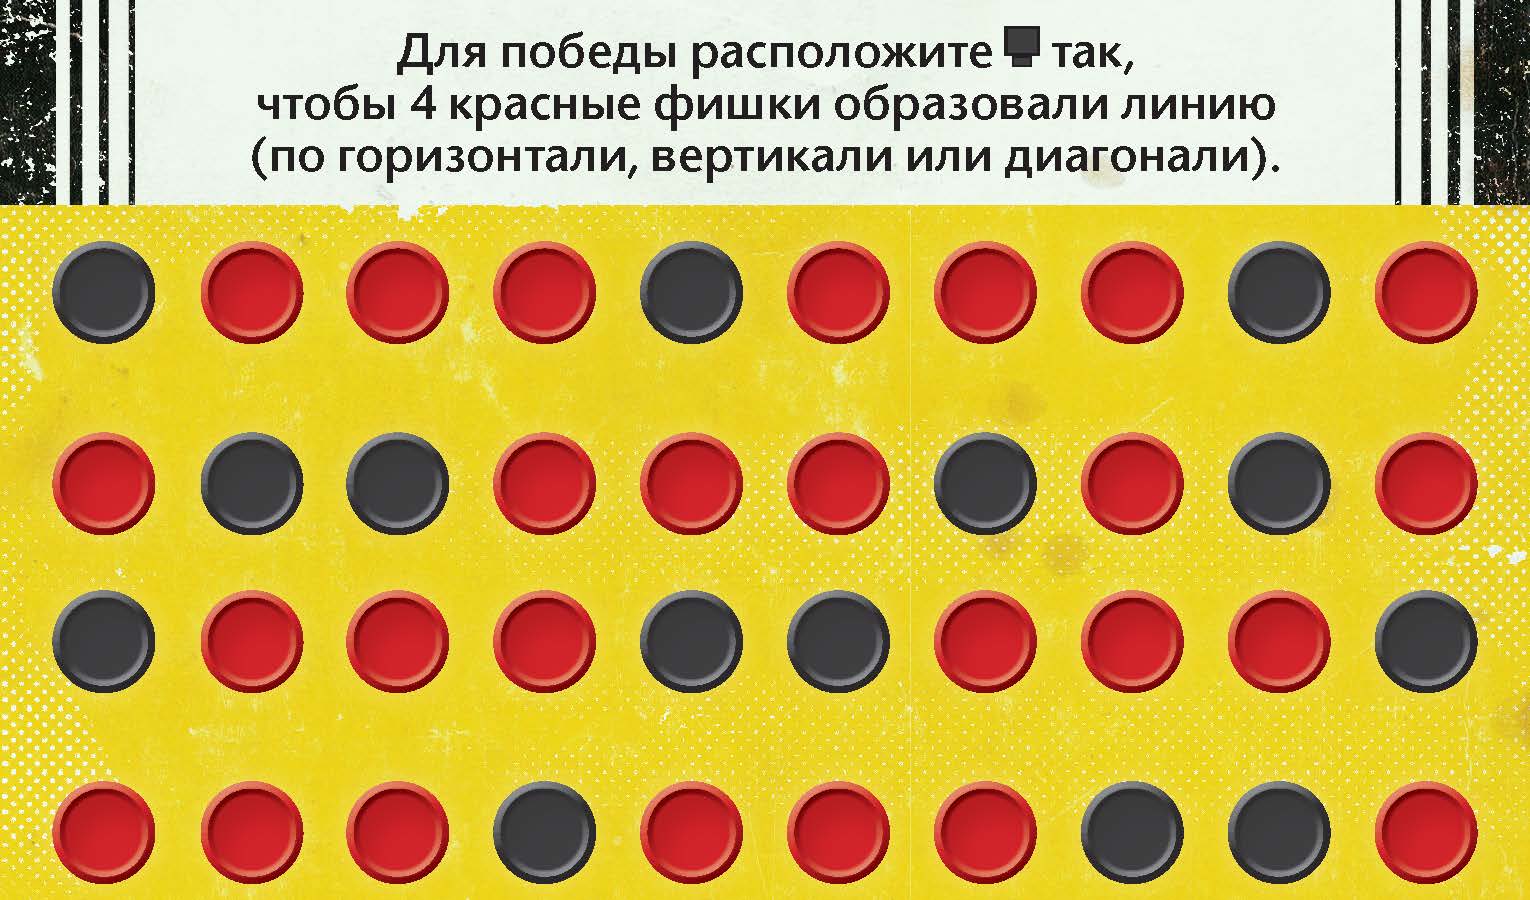 Для победы расположите так,
чтобы 4 красные фишки образовали линию
(по горизонтали, вертикали или диагонали).